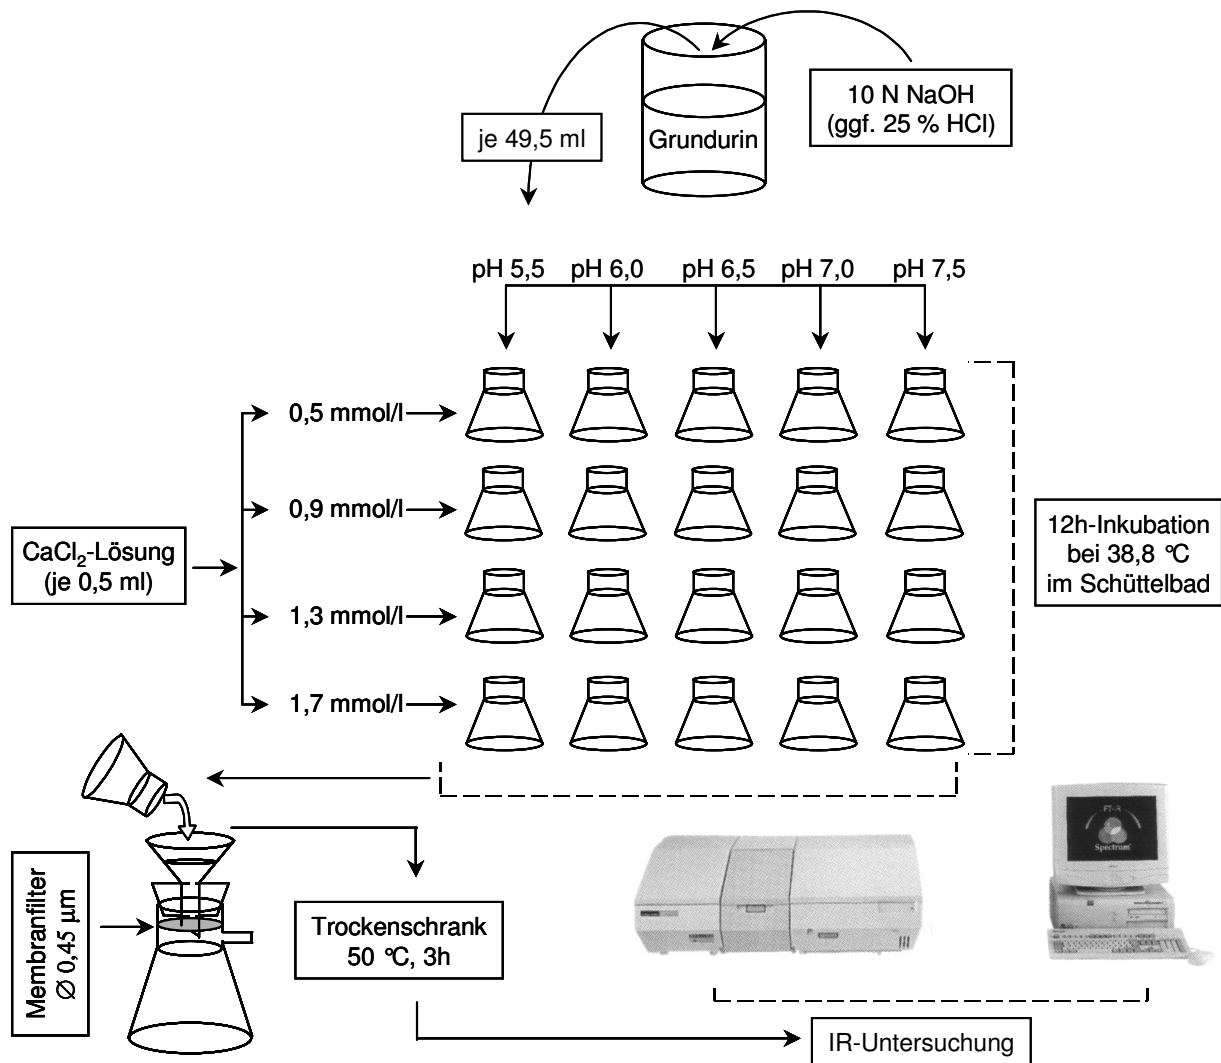 10 N NaOH
(ggf. 25 % HCl)
je 49,5 ml
Grundurin
pH 5,5 pH 6,0 pH 6,5 pH 7,0 pH 7,5
0,5 mmol/l
0,9 mmol/l
CaCl₂-Lösung
(je 0,5 ml)
12h-Inkubation
bei 38,8 °C
im Schüttelbad
1,3 mmol/l
1,7 mmol/l
Membranfilter
Ø 0,45 µm
Trockenschrank
50 °C, 3h
Spectrum
IR-Untersuchung